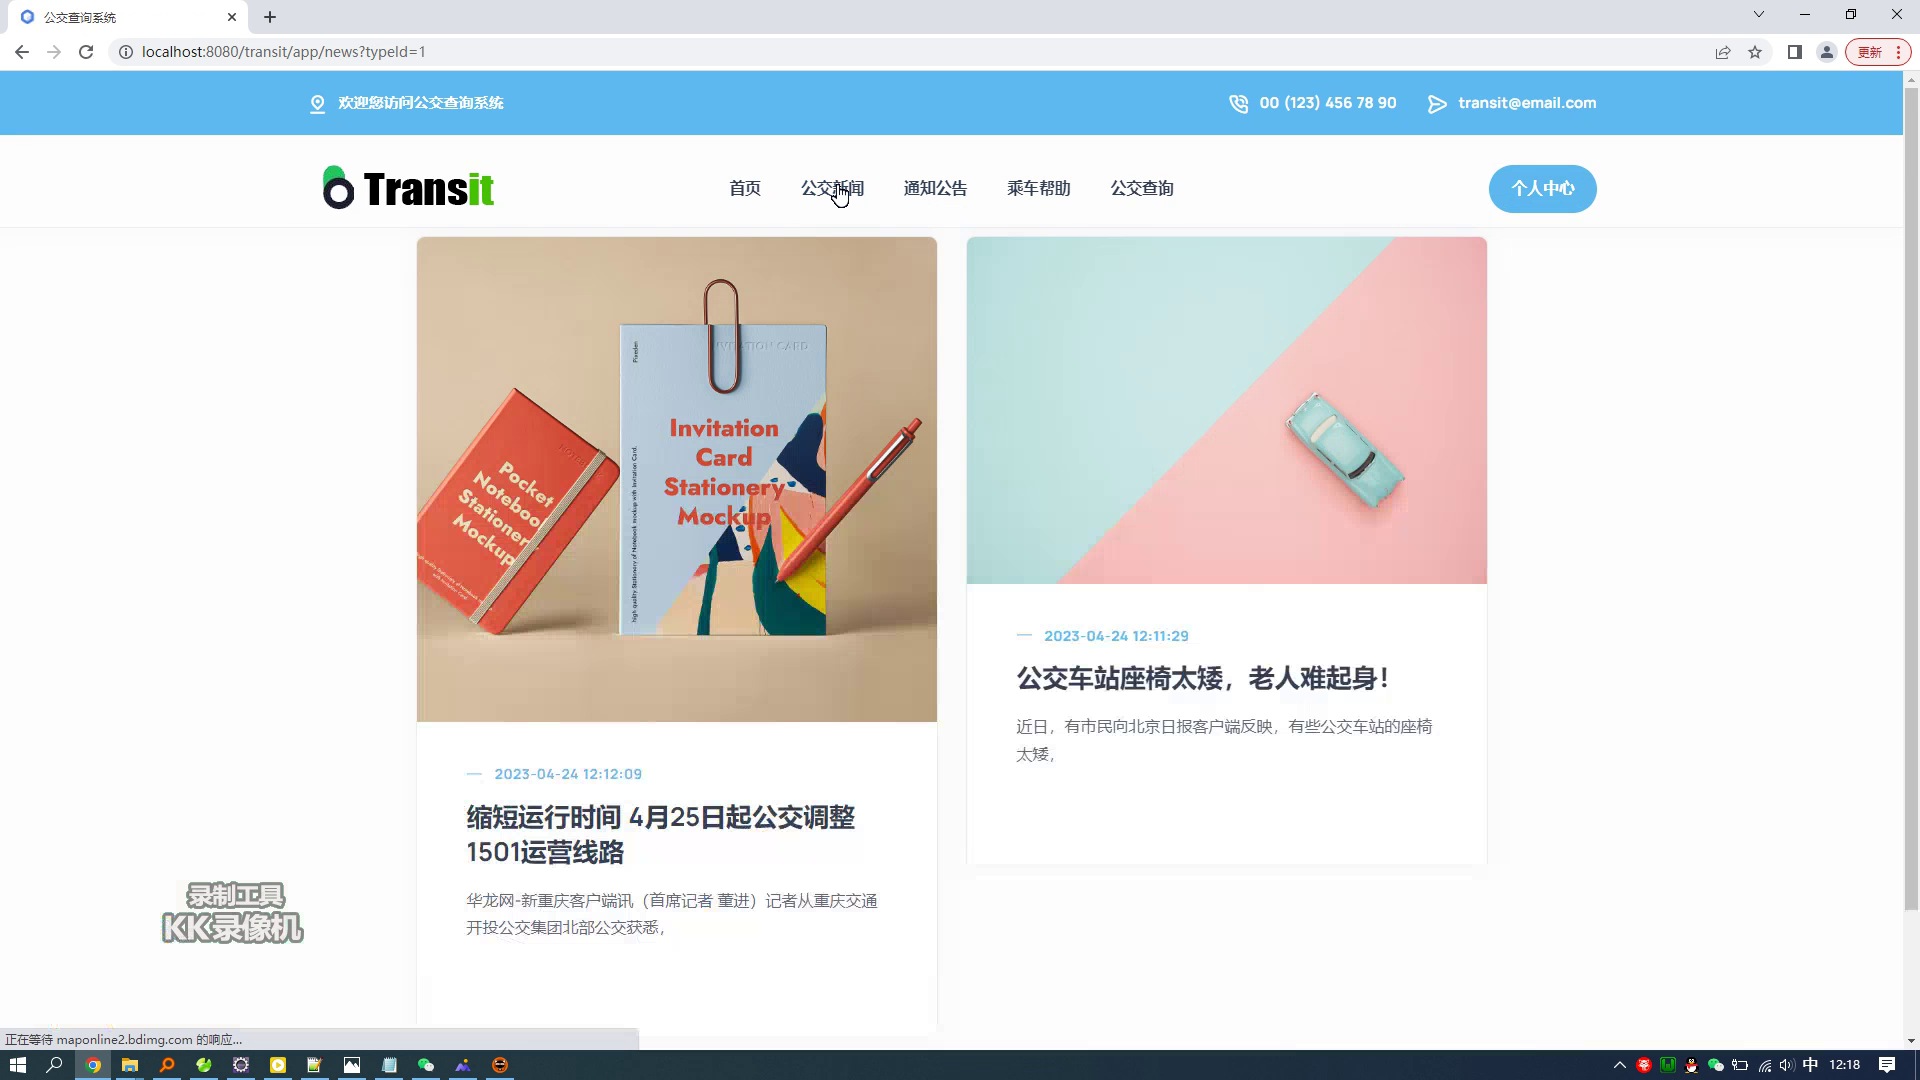 公交查询系统
localhost:8080/transit/app/news?typeId=1
更新
欢迎您访问公交查询系统
00 (123) 456 78 90
transit@email.com
Transit
首页
公交新闻
通知公告
乘车帮助
公交查询
个人中心
INVITATION CARD
Pixeden
Invitation
Card
Stationery
Mockup
Pocket
Noteboo
Stationer
Mockup
2023-04-24 12:12:09
缩短运行时间 4月25日起公交调整
1501运营线路
华龙网-新重庆客户端讯（首席记者 董进）记者从重庆交通
开投公交集团北部公交获悉，
2023-04-24 12:11:29
公交车站座椅太矮，老人难起身！
近日，有市民向北京日报客户端反映，有些公交车站的座椅
太矮，
录制工具
KK录像机
正在等待 maponline2.bdimg.com 的响应...
中
12:18